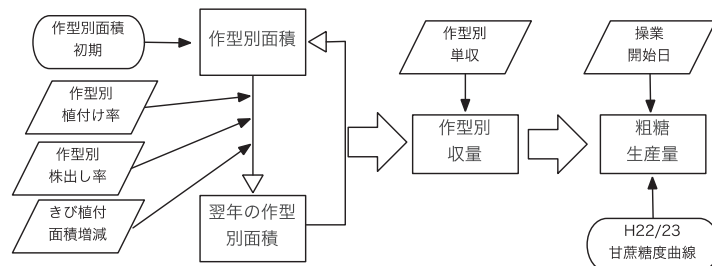 作型別面積
初期
作型別
植付け率
作型別
株出し率
きび植付
面積増減
作型別面積
翌年の作型
別面積
作型別
単収
作型別
収量
操業
開始日
粗糖
生産量
H22/23
甘蔗糖度曲線